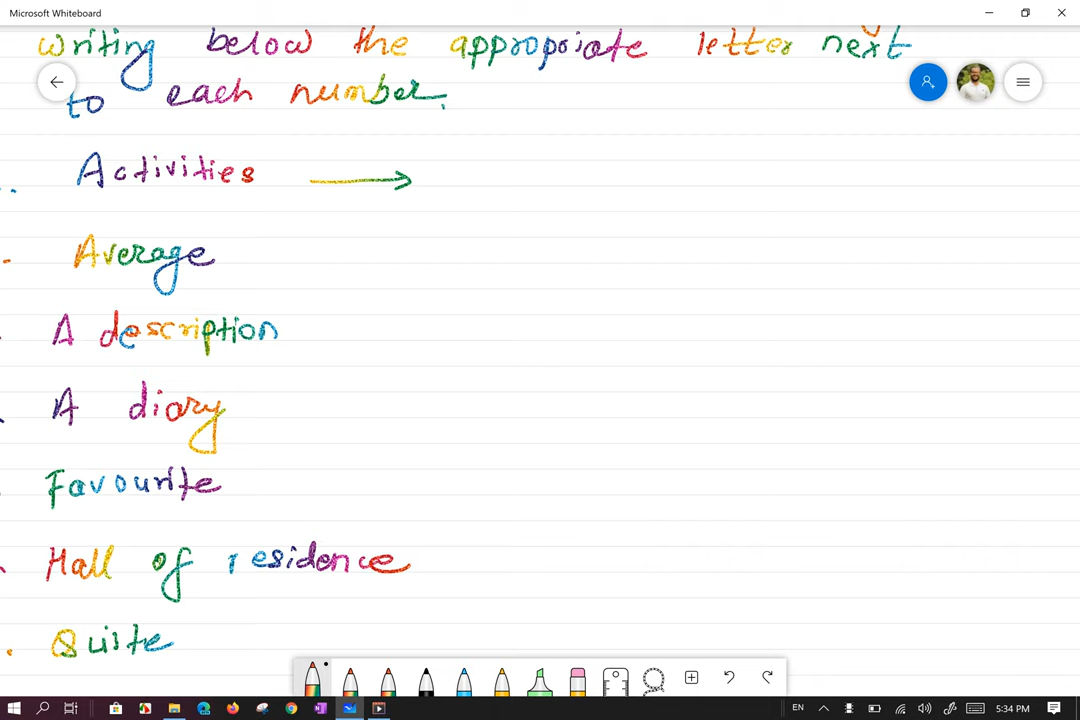 Microsoft Whiteboard
writing below the appropriate letter next
to each number.
Activities →
Average
A description
A diary
Favourite
Hall of residence
Quite
EN
5:34 PM